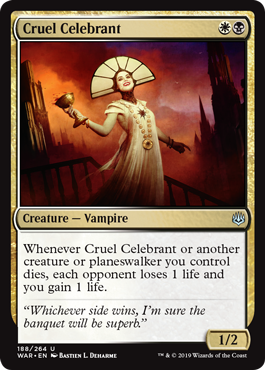 Cruel Celebrant
Creature — Vampire
Whenever Cruel Celebrant or another
creature or planeswalker you control
dies, each opponent loses 1 life and
you gain 1 life.
“Whichever side wins, I’m sure the
banquet will be superb.”
1/2
188/264 U
WAR • EN Bastien L. Deharme
™ & © 2019 Wizards of the Coast